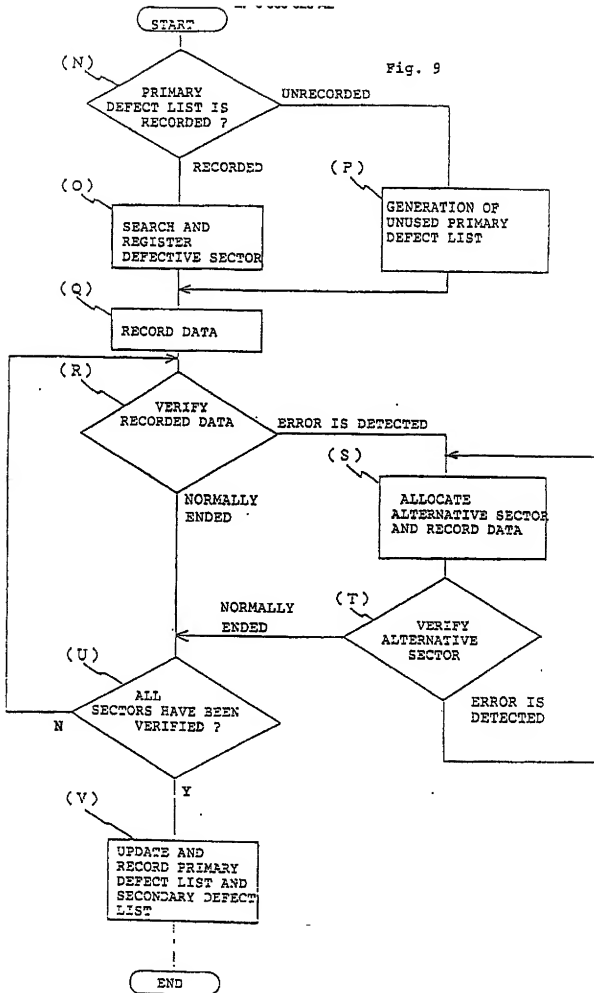 START
Fig. 9
(N)
PRIMARY
DEFECT LIST IS
RECORDED ?
UNRECORDED
RECORDED
(O)
SEARCH AND
REGISTER
DEFECTIVE SECTOR
(P)
GENERATION OF
UNUSED PRIMARY
DEFECT LIST
(Q)
RECORD DATA
(R)
VERIFY
RECORDED DATA
ERROR IS DETECTED
NORMALLY
ENDED
(S)
ALLOCATE
ALTERNATIVE SECTOR
AND RECORD DATA
(T)
VERIFY
ALTERNATIVE
SECTOR
NORMALLY
ENDED
ERROR IS
DETECTED
(U)
ALL
SECTORS HAVE BEEN
VERIFIED ?
N
Y
(V)
UPDATE AND
RECORD PRIMARY
DEFECT LIST AND
SECONDARY DEFECT
LIST
END